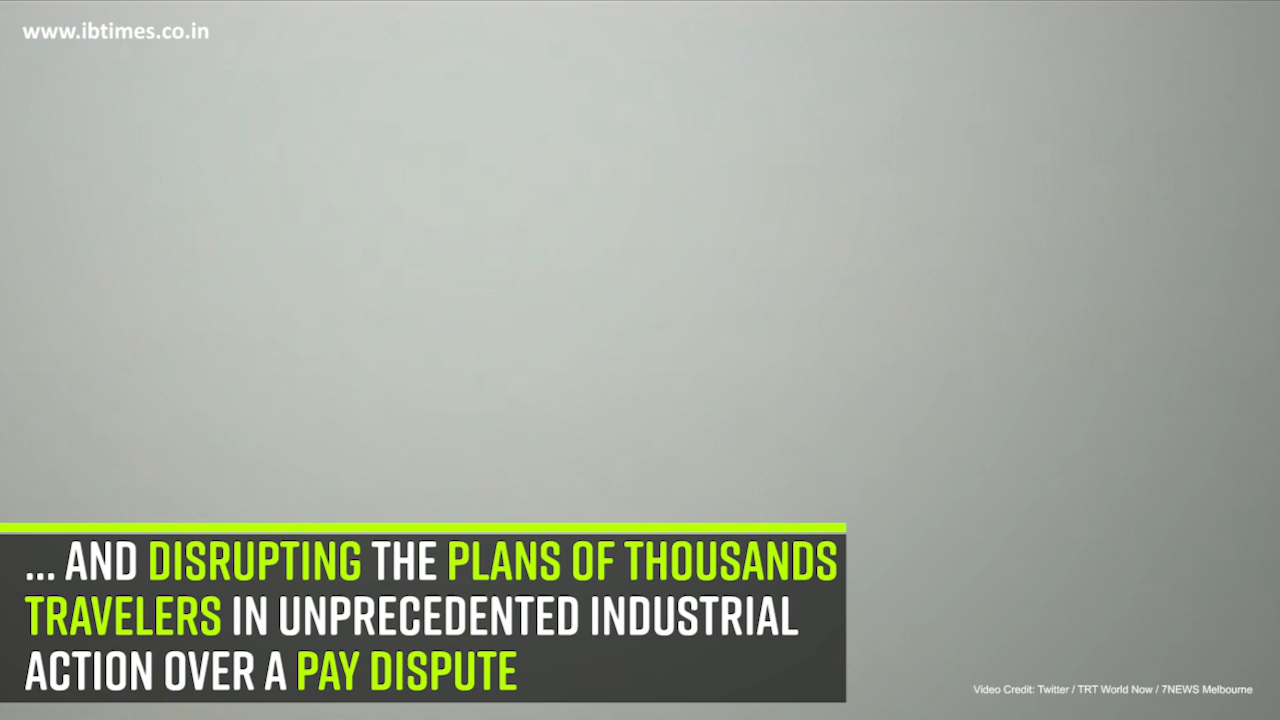 www.ibtimes.co.in
... AND DISRUPTING THE PLANS OF THOUSANDS
TRAVELERS IN UNPRECEDENTED INDUSTRIAL
ACTION OVER A PAY DISPUTE
Video Credit: Twitter / TRT World Now / 7NEWS Melbourne